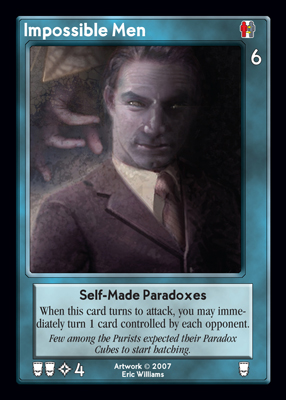 Impossible Men
6
Self-Made Paradoxes
When this card turns to attack, you may imme-
diately turn 1 card controlled by each opponent.
Few among the Purists expected their Paradox
Cubes to start hatching.
4
Artwork © 2007
Eric Williams